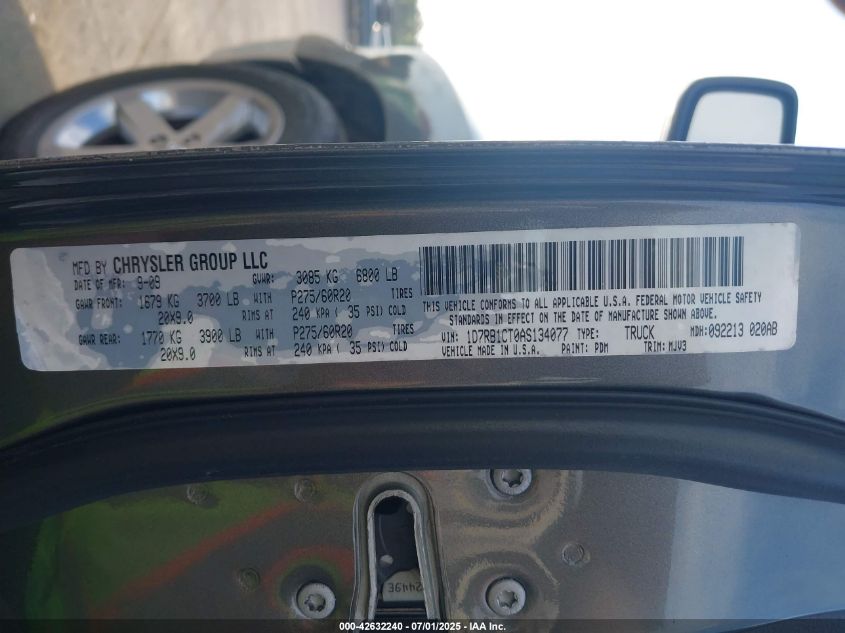 MFD BY CHRYSLER GROUP LLC
DATE OF MFR: 9-09 GVWR: 3085 KG 6800 LB
GAWR FRONT: 1679 KG 3700 LB WITH P275/60R20 TIRES
20X9.0 RIMS AT 240 KPA ( 35 PSI) COLD
GAWR REAR: 1770 KG 3900 LB WITH P275/60R20 TIRES
20X9.0 RIMS AT 240 KPA ( 35 PSI) COLD
THIS VEHICLE CONFORMS TO ALL APPLICABLE U.S.A. FEDERAL MOTOR VEHICLE SAFETY
STANDARDS IN EFFECT ON THE DATE OF MANUFACTURE SHOWN ABOVE.
VIN: 1D7RB1CT0AS134077 TYPE: TRUCK MDH: 092213 020AB
VEHICLE MADE IN U.S.A. PAINT: PDM TRIM: MJV3
2449E
000-42632240 - 07/01/2025 - IAA Inc.